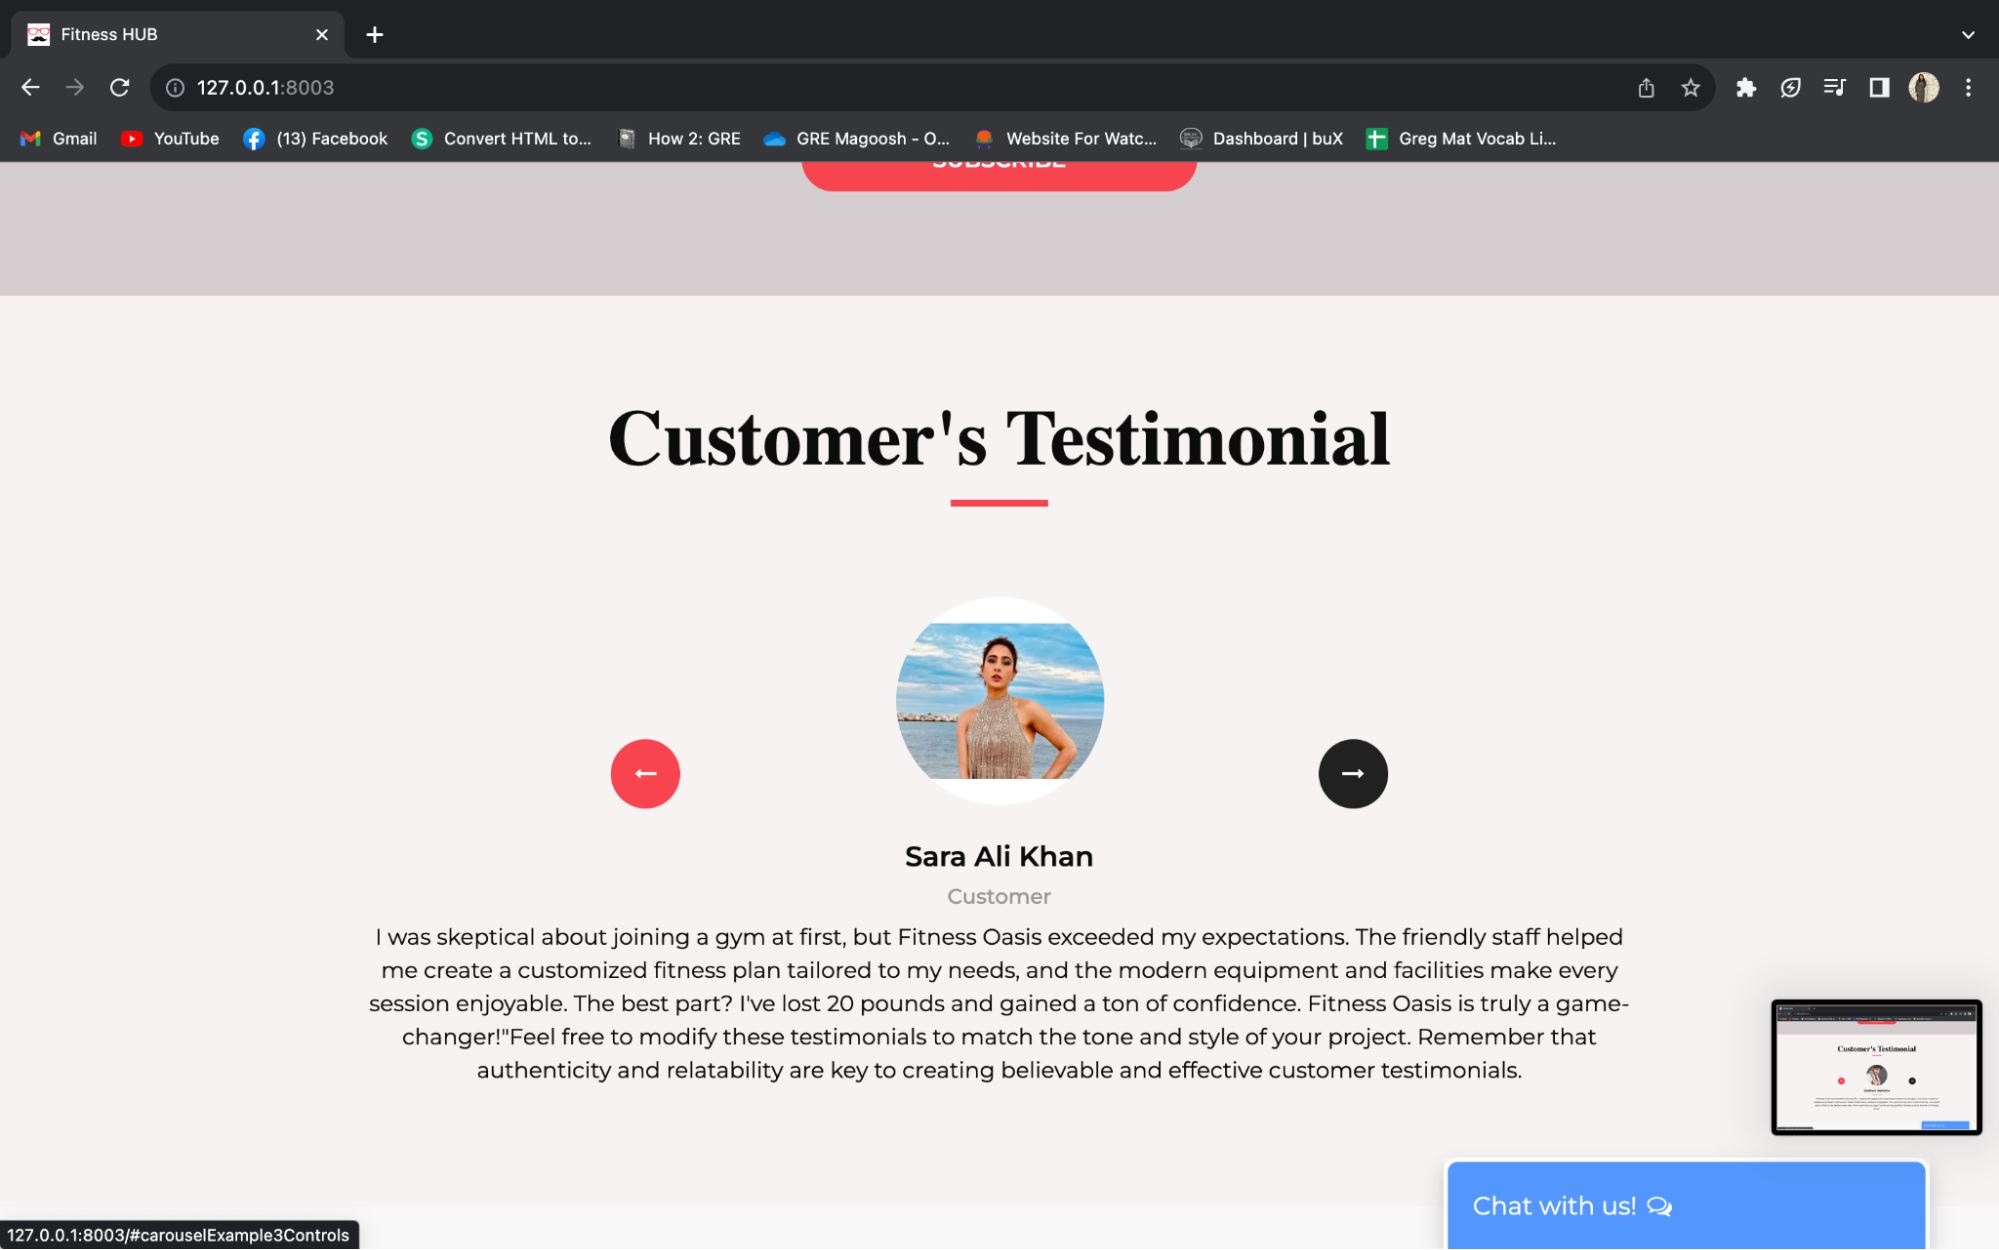 Fitness HUB
127.0.0.1:8003
Gmail
YouTube
(13) Facebook
Convert HTML to...
How 2: GRE
GRE Magoosh - O...
Website For Watc...
Dashboard | buX
Greg Mat Vocab Li...
SUBSCRIBE
Customer's Testimonial
Sara Ali Khan
Customer
I was skeptical about joining a gym at first, but Fitness Oasis exceeded my expectations. The friendly staff helped
me create a customized fitness plan tailored to my needs, and the modern equipment and facilities make every
session enjoyable. The best part? I've lost 20 pounds and gained a ton of confidence. Fitness Oasis is truly a game-
changer!"Feel free to modify these testimonials to match the tone and style of your project. Remember that
authenticity and relatability are key to creating believable and effective customer testimonials.
Customer's Testimonial
Chat with us!
127.0.0.1:8003/#carouselExample3Controls